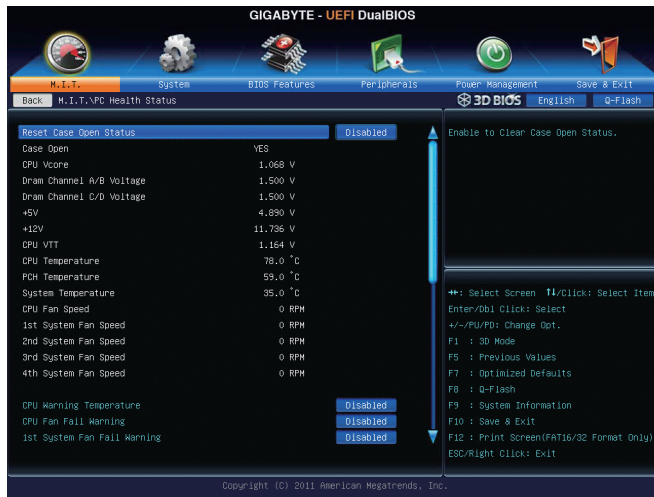 GIGABYTE - UEFI DualBIOS
M.I.T. System BIOS Features Peripherals Power Management Save & Exit
Back M.I.T.\PC Health Status 3D BIOS English Q-Flash
Reset Case Open Status Disabled
Case Open YES
CPU Vcore 1.068 V
Dram Channel A/B Voltage 1.500 V
Dram Channel C/D Voltage 1.500 V
+5V 4.890 V
+12V 11.736 V
CPU VTT 1.164 V
CPU Temperature 78.0 °C
PCH Temperature 59.0 °C
System Temperature 35.0 °C
CPU Fan Speed 0 RPM
1st System Fan Speed 0 RPM
2nd System Fan Speed 0 RPM
3rd System Fan Speed 0 RPM
4th System Fan Speed 0 RPM
CPU Warning Temperature Disabled
CPU Fan Fail Warning Disabled
1st System Fan Fail Warning Disabled
Enable to Clear Case Open Status.
→←: Select Screen ↑↓/Click: Select Item
Enter/Dbl Click: Select
+/-/PU/PD: Change Opt.
F1 : 3D Mode
F5 : Previous Values
F7 : Optimized Defaults
F8 : Q-Flash
F9 : System Information
F10 : Save & Exit
F12 : Print Screen(FAT16/32 Format Only)
ESC/Right Click: Exit
Copyright (C) 2011 American Megatrends, Inc.